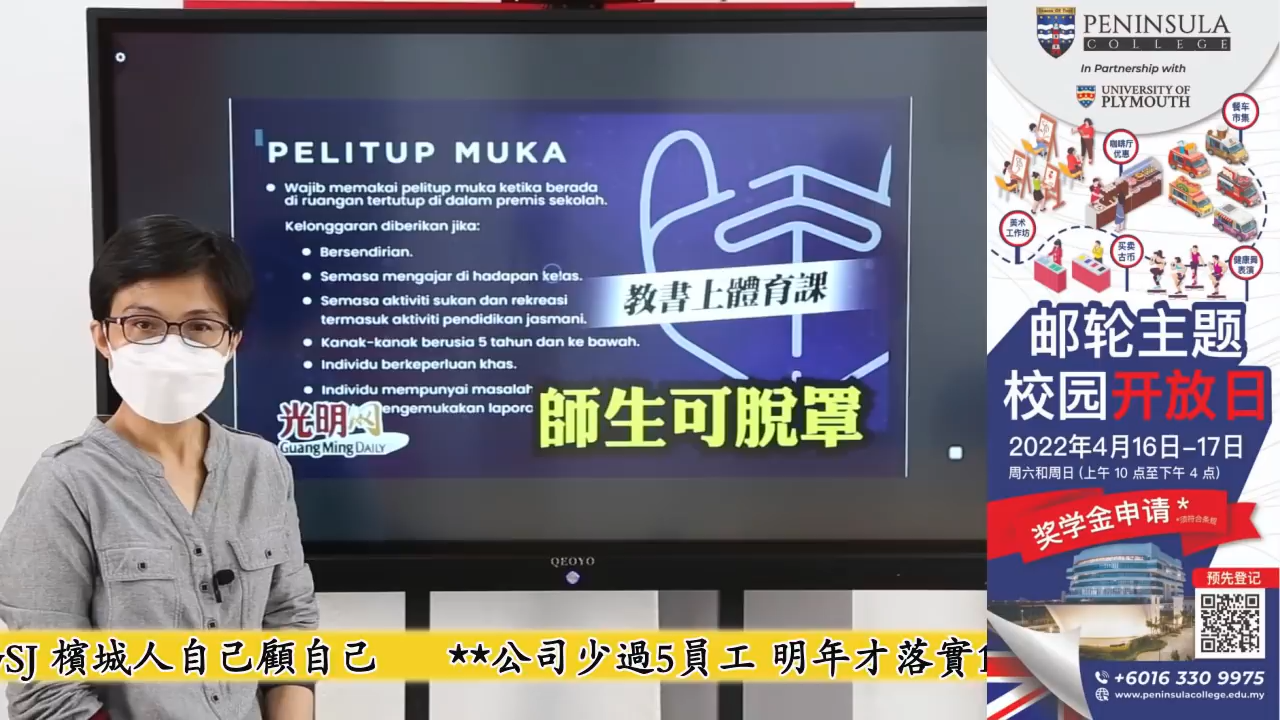 PELITUP MUKA
Wajib memakai pelitup muka ketika berada
di ruangan tertutup di dalam premis sekolah.
Kelonggaran diberikan jika:
Bersendirian.
Semasa mengajar di hadapan kelas.
Semasa aktiviti sukan dan rekreasi
termasuk aktiviti pendidikan jasmani.
Kanak-kanak berusia 5 tahun dan ke bawah.
Individu berkeperluan khas.
Individu mempunyai masalah
engemukakan lapora
教書上體育課
師生可脫罩
光明网
Guang Ming DAILY
QEOYO
SJ 檳城人自己顧自己 **公司少過5員工 明年才落實
PENINSULA
COLLEGE
In Partnership with
UNIVERSITY OF
PLYMOUTH
餐车
市集
咖啡厅
优惠
美术
工作坊
买卖
古币
健康舞
表演
邮轮主题
校园开放日
2022年4月16日-17日
周六和周日 (上午 10 点至下午 4 点)
奖学金申请*
预先登记
+6016 330 9975
www.peninsulacollege.edu.my